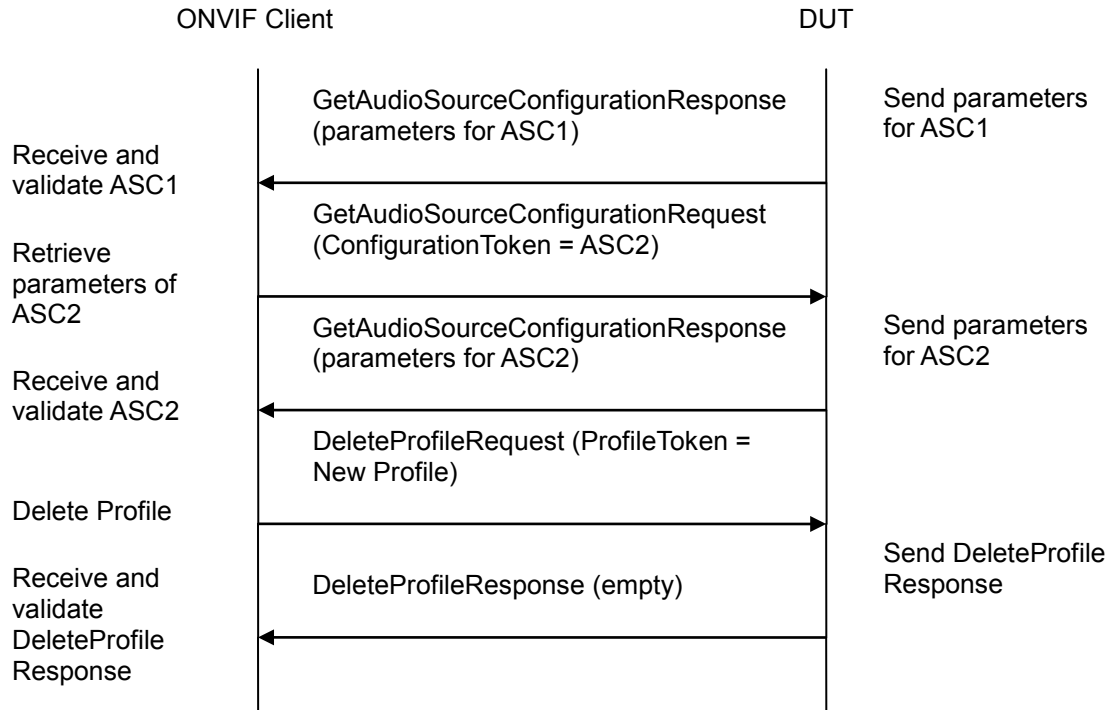 ONVIF Client
DUT
GetAudioSourceConfigurationResponse
(parameters for ASC1)
Send parameters
for ASC1
Receive and
validate ASC1
GetAudioSourceConfigurationRequest
(ConfigurationToken = ASC2)
Retrieve
parameters of
ASC2
GetAudioSourceConfigurationResponse
(parameters for ASC2)
Send parameters
for ASC2
Receive and
validate ASC2
DeleteProfileRequest (ProfileToken =
New Profile)
Delete Profile
Send DeleteProfile
Response
DeleteProfileResponse (empty)
Receive and
validate
DeleteProfile
Response